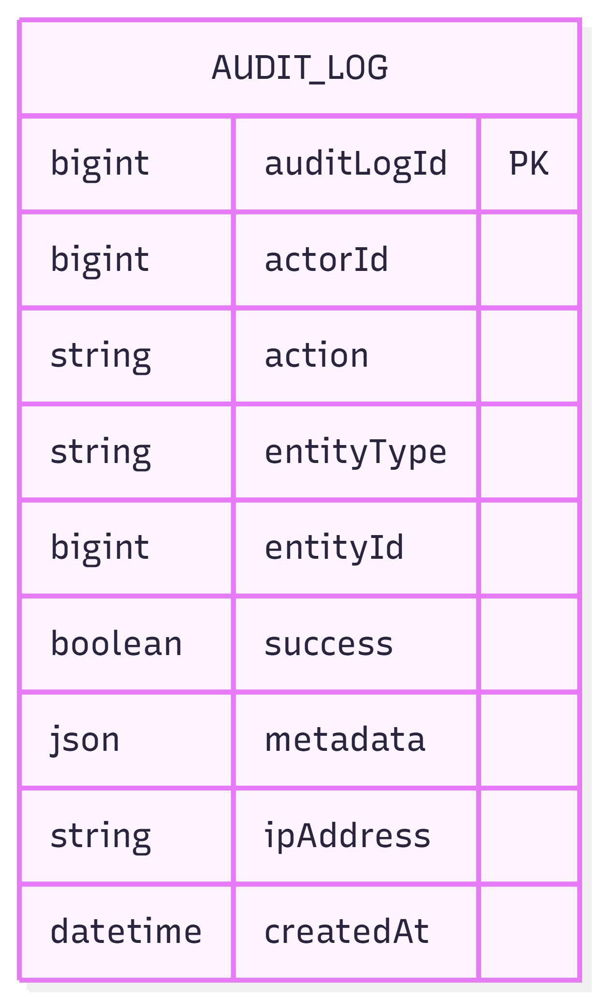 AUDIT_LOG
bigint auditLogId PK
bigint actorId
string action
string entityType
bigint entityId
boolean success
json metadata
string ipAddress
datetime createdAt